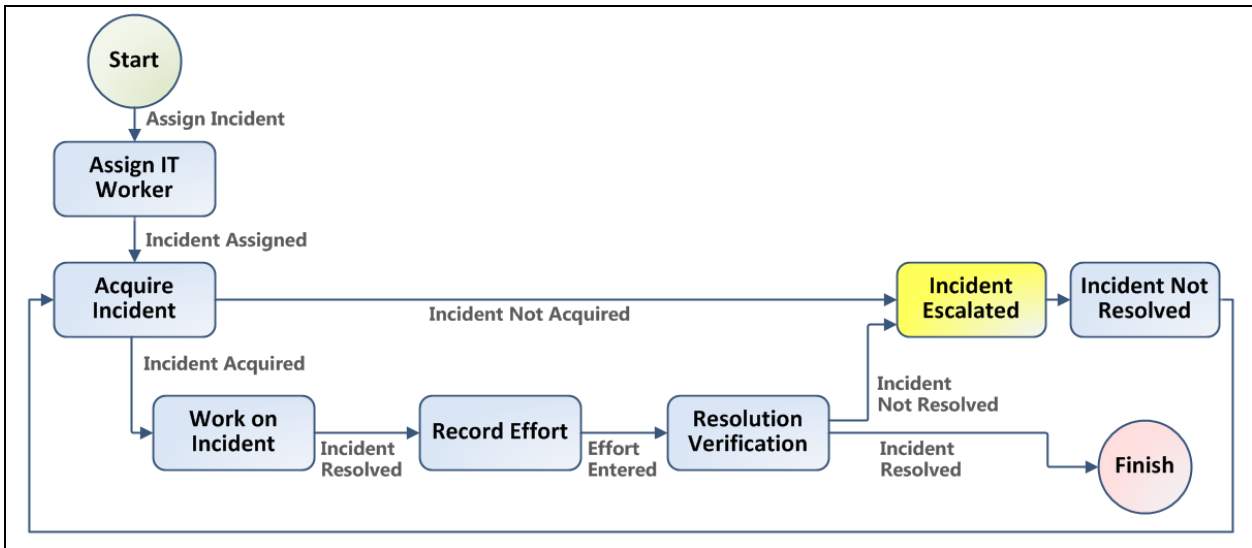 Start
Assign Incident
Assign IT
Worker
Incident Assigned
Acquire
Incident
Incident Not Acquired
Incident
Escalated
Incident Not
Resolved
Incident Acquired
Work on
Incident
Incident
Resolved
Record Effort
Effort
Entered
Resolution
Verification
Incident
Not Resolved
Incident
Resolved
Finish